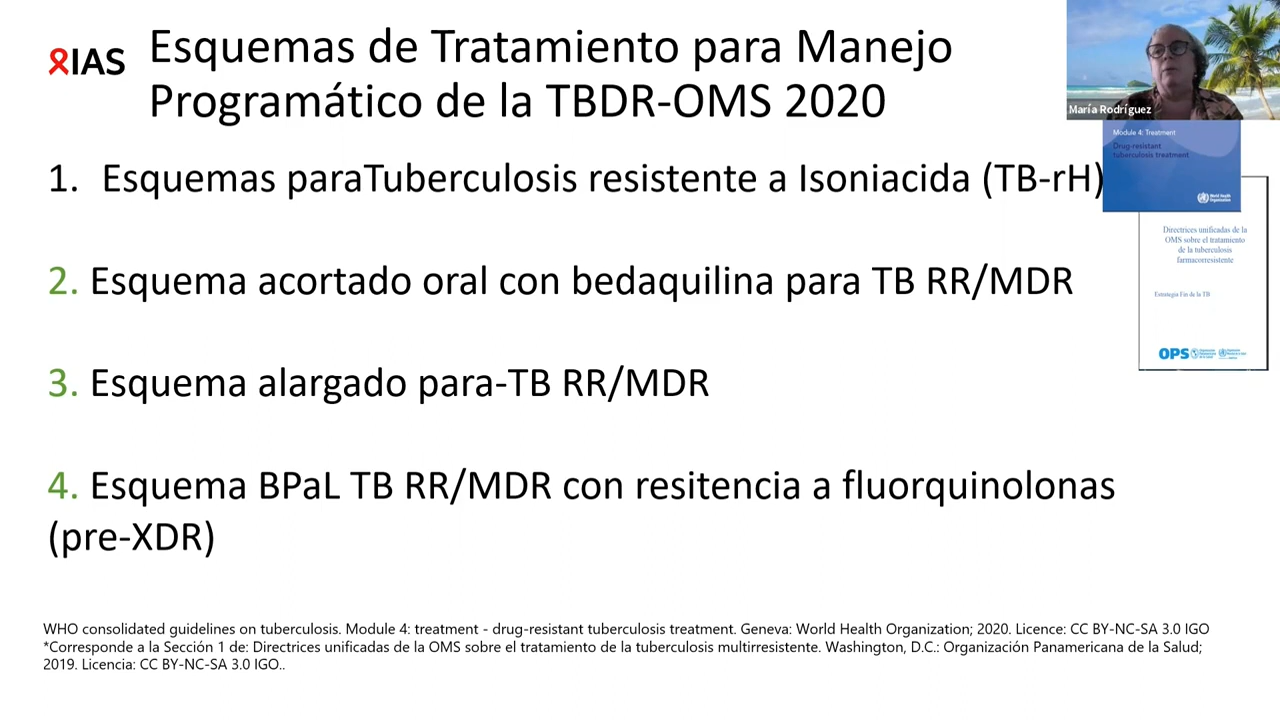 IAS
Esquemas de Tratamiento para Manejo
Programático de la TBDR-OMS 2020
María Rodríguez
Module 4: Treatment
Drug-resistant
tuberculosis treatment
World Health
Organization
1. Esquemas paraTuberculosis resistente a Isoniacida (TB-rH)
Directrices unificadas de la
OMS sobre el tratamiento
de la tuberculosis
farmacorresistente
Estrategia Fin de la TB
OPS
2. Esquema acortado oral con bedaquilina para TB RR/MDR
3. Esquema alargado para-TB RR/MDR
4. Esquema BPaL TB RR/MDR con resitencia a fluorquinolonas
(pre-XDR)
WHO consolidated guidelines on tuberculosis. Module 4: treatment - drug-resistant tuberculosis treatment. Geneva: World Health Organization; 2020. Licence: CC BY-NC-SA 3.0 IGO
*Corresponde a la Sección 1 de: Directrices unificadas de la OMS sobre el tratamiento de la tuberculosis multirresistente. Washington, D.C.: Organización Panamericana de la Salud;
2019. Licencia: CC BY-NC-SA 3.0 IGO..